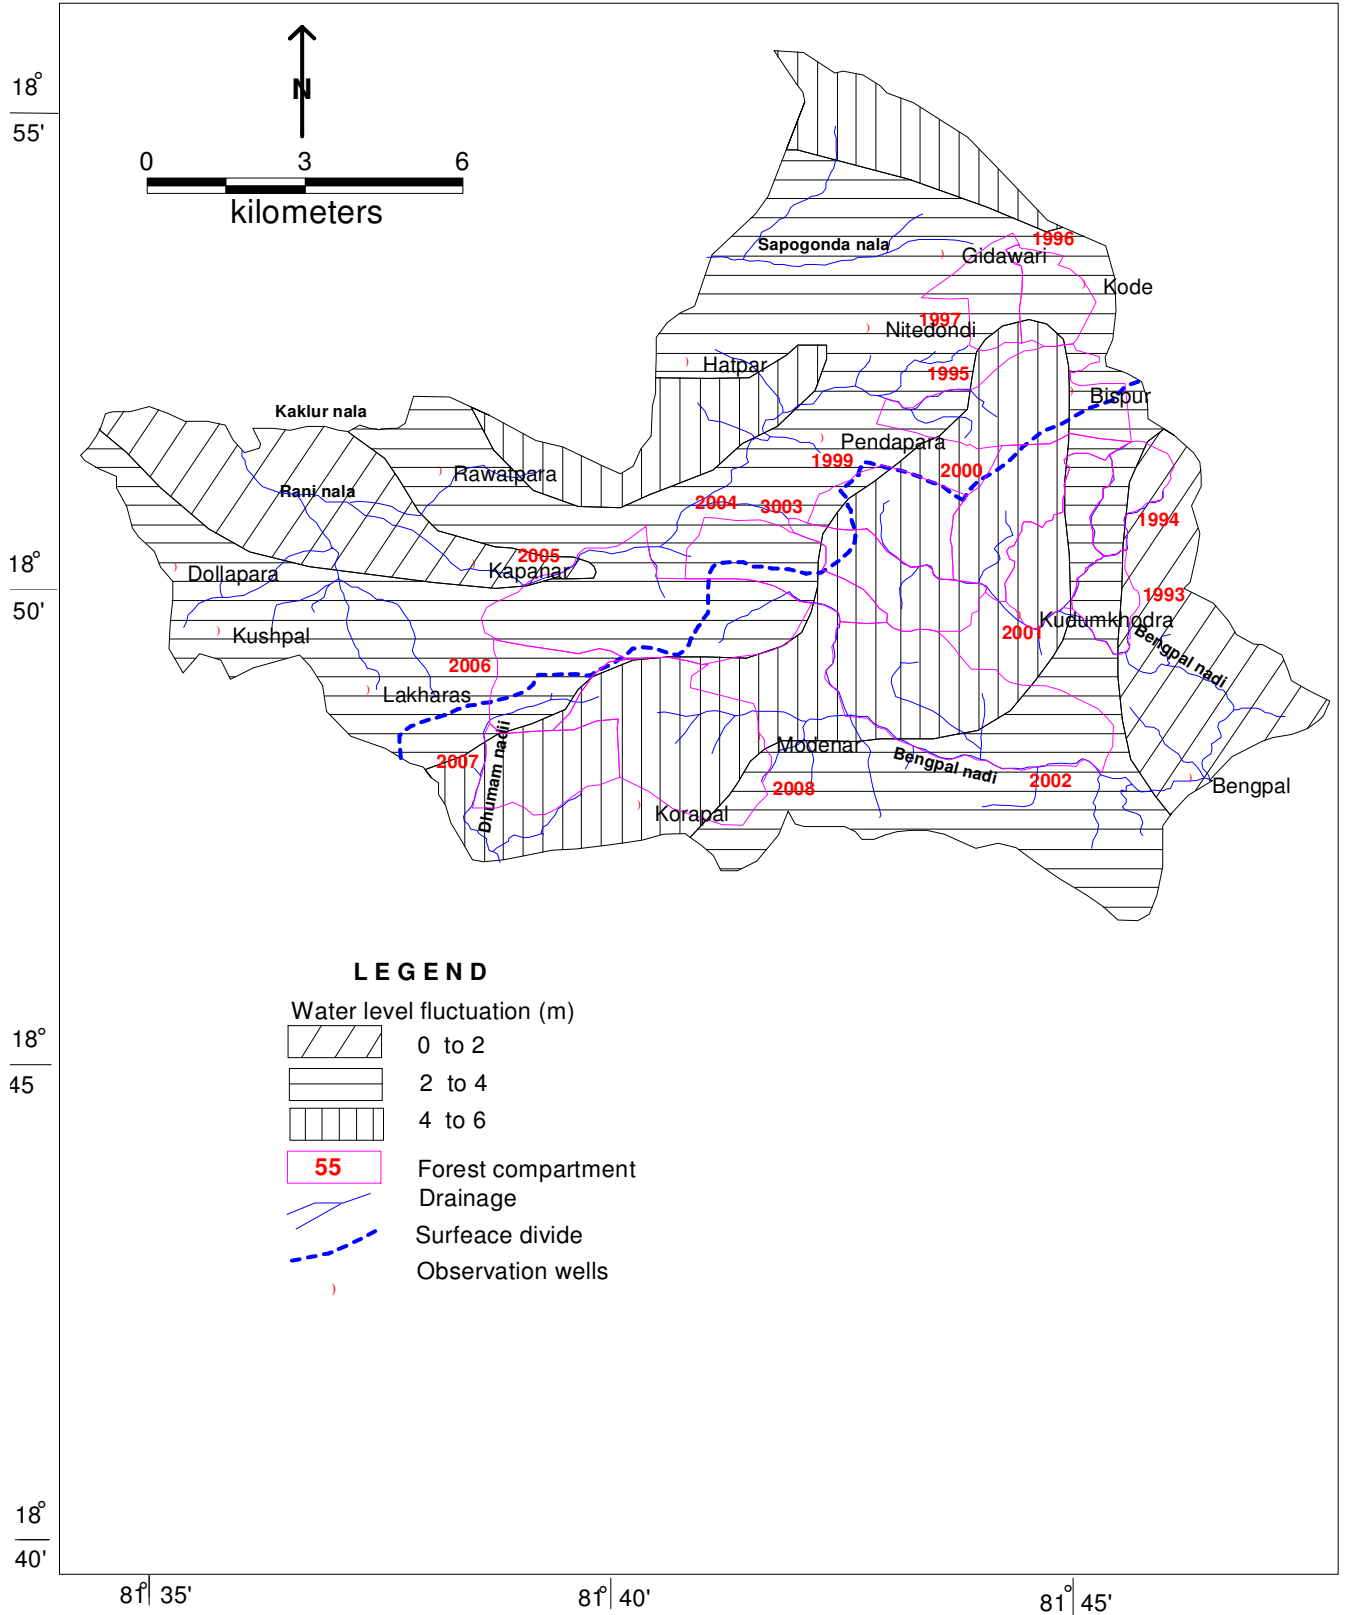 18°
55'
N
0 3 6
kilometers
1996
Sapogonda nala
Gidawari
Kode
1997
Nitedondi
Hatpar
1995
Bispur
Kaklur nala
Pendapara
1999
2000
Rawatpara
Rani nala
2004
3003
1994
18°
50'
2005
Kapanar
Dollapara
1993
Kudumkhodra
2001
Kushpal
Bengpal nadi
2006
Lakharas
Modenar
Dhumam nadii
2007
Bengpal nadi
2002
2008
Bengpal
Korapal
LEGEND
Water level fluctuation (m)
0 to 2
2 to 4
4 to 6
55 Forest compartment
Drainage
Surfeace divide
Observation wells
18°
45
18°
40'
81° 35'
81° 40'
81° 45'